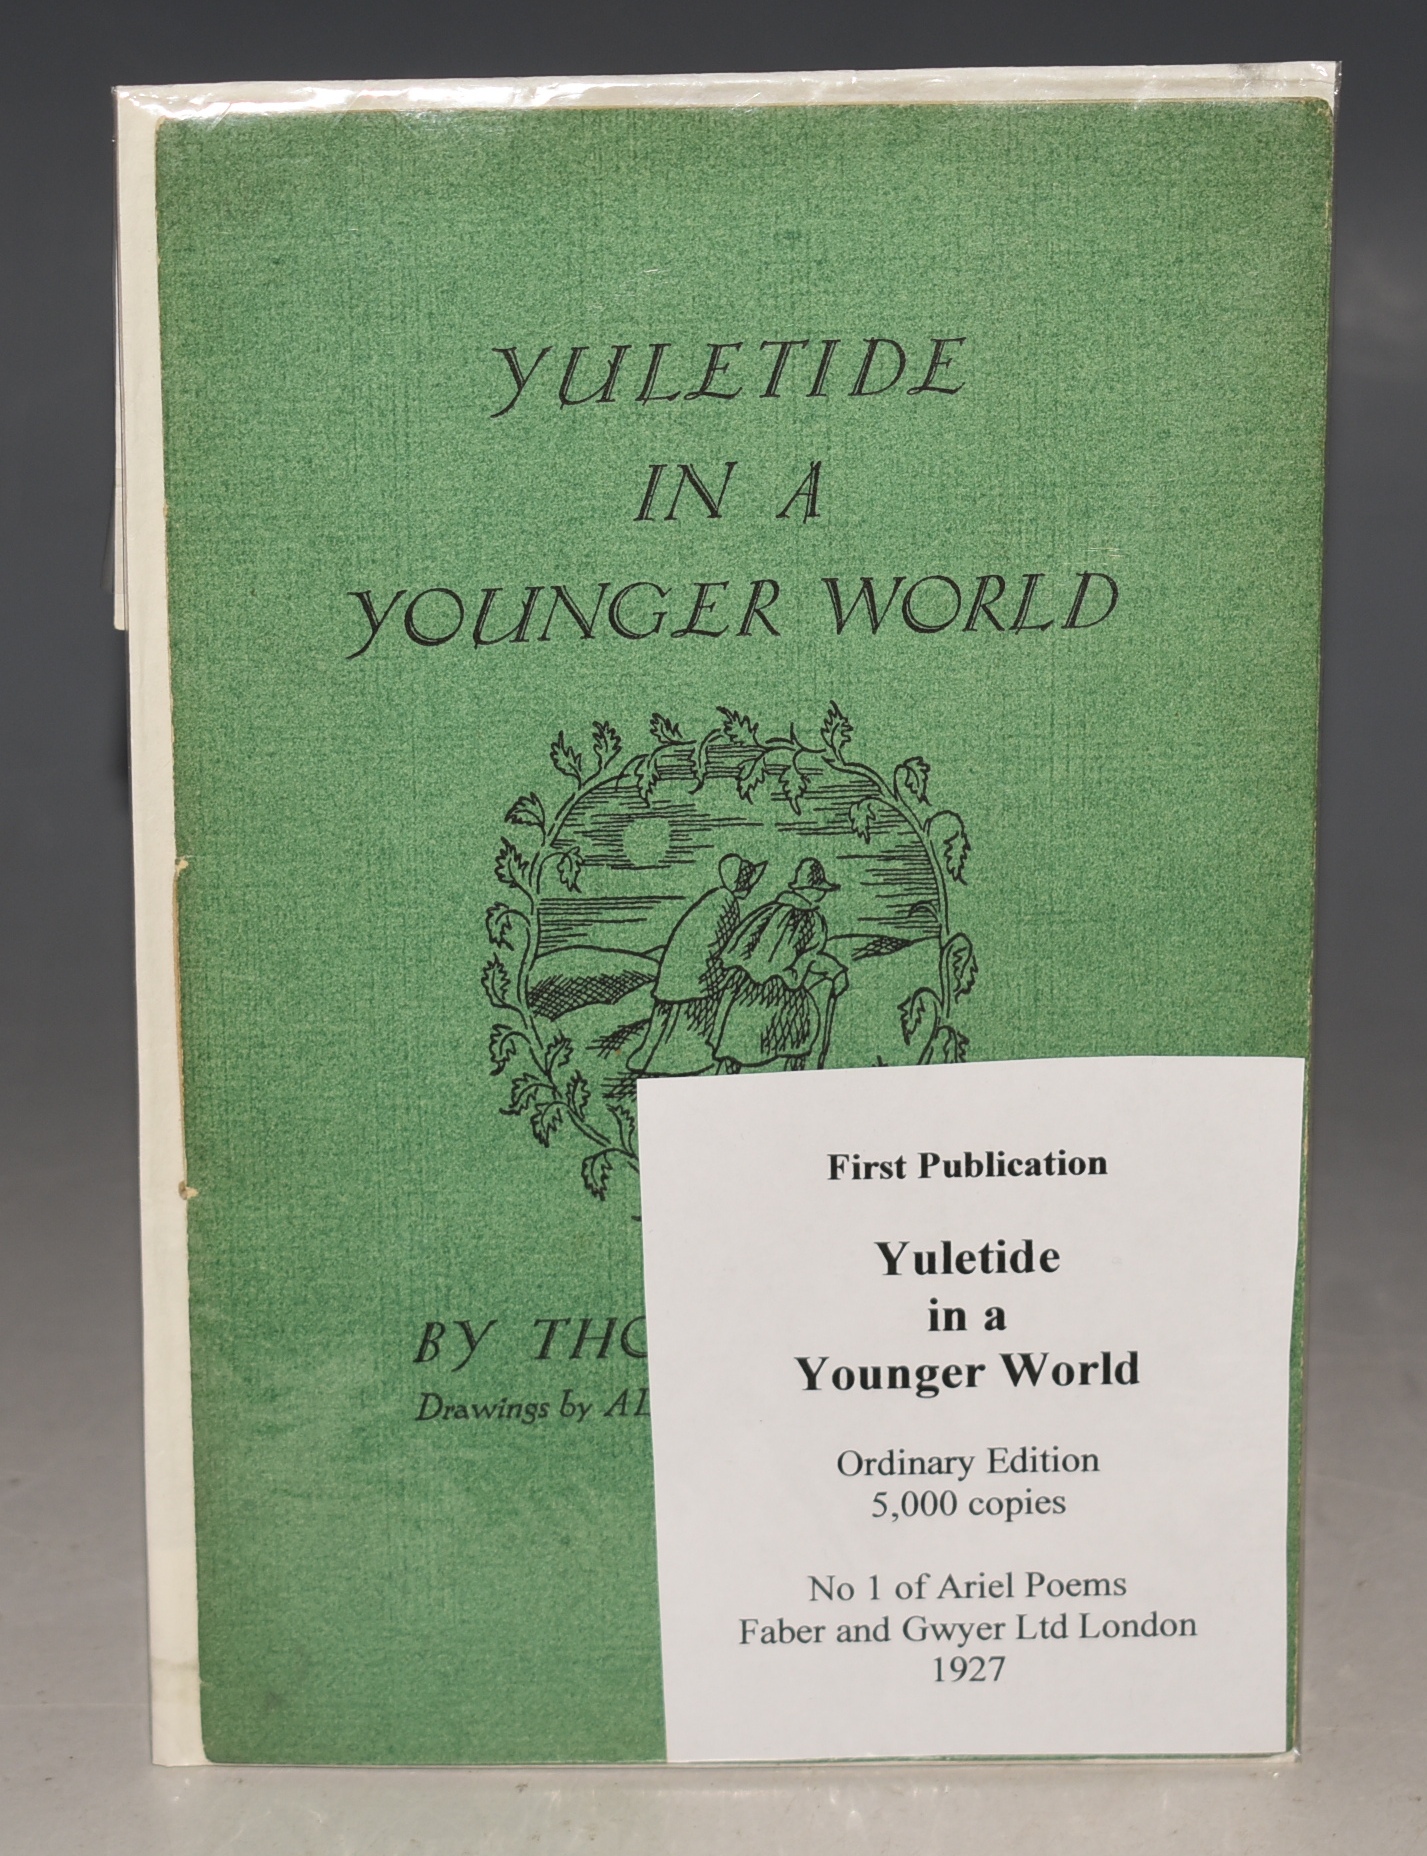 YULETIDE
IN A
YOUNGER WORLD
BY
Drawings by
First Publication
Yuletide
in a
Younger World
Ordinary Edition
5,000 copies
No 1 of Ariel Poems
Faber and Gwyer Ltd London
1927